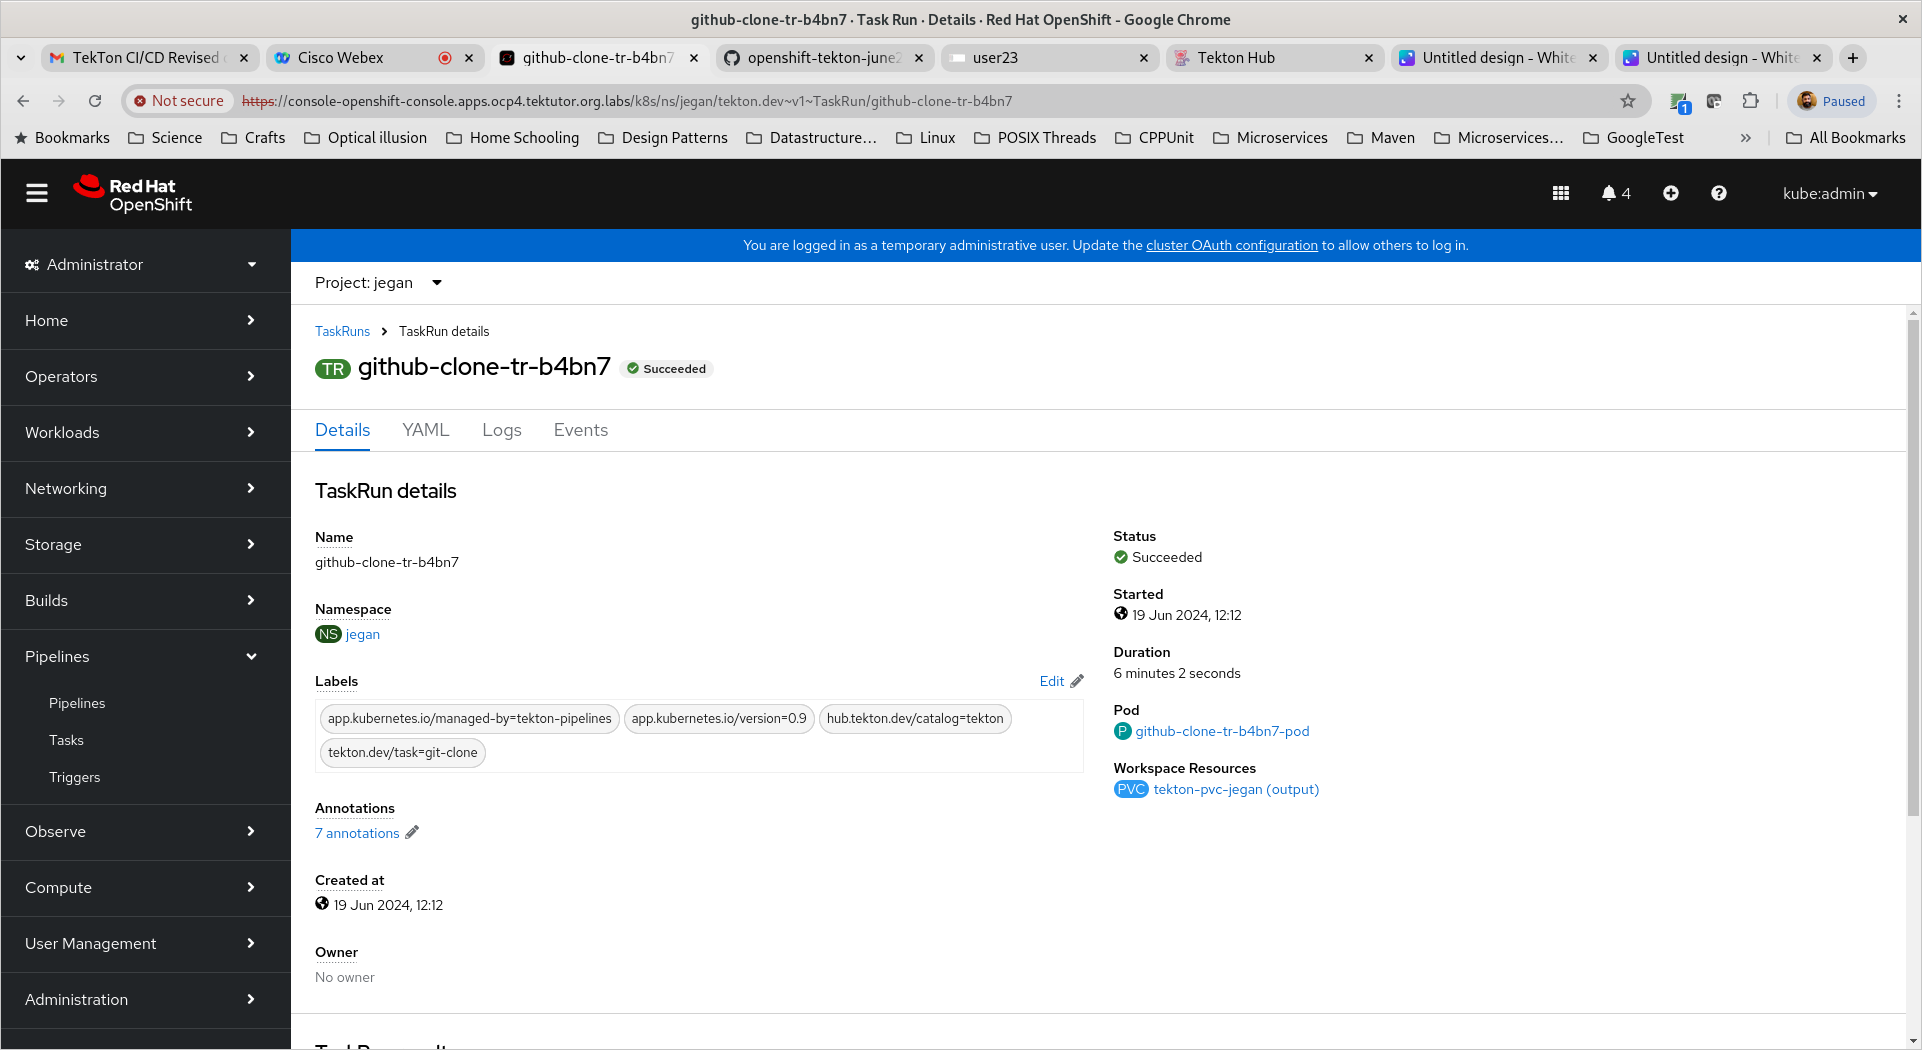 github-clone-tr-b4bn7 · Task Run · Details · Red Hat OpenShift - Google Chrome
TekTon CI/CD Revised
Cisco Webex
github-clone-tr-b4bn7
openshift-tekton-june2
user23
Tekton Hub
Untitled design - White
Untitled design - White
Not secure
https://console-openshift-console.apps.ocp4.tektutor.org.labs/k8s/ns/jegan/tekton.dev~v1~TaskRun/github-clone-tr-b4bn7
1
Paused
Bookmarks
Science
Crafts
Optical illusion
Home Schooling
Design Patterns
Datastructure...
Linux
POSIX Threads
CPPUnit
Microservices
Maven
Microservices...
GoogleTest
»
All Bookmarks
Red Hat
OpenShift
4
kube:admin
You are logged in as a temporary administrative user. Update the cluster OAuth configuration to allow others to log in.
Administrator
Home
Operators
Workloads
Networking
Storage
Builds
Pipelines
Pipelines
Tasks
Triggers
Observe
Compute
User Management
Administration
Project: jegan
TaskRuns > TaskRun details
TR github-clone-tr-b4bn7 Succeeded
Details YAML Logs Events
TaskRun details
Name
github-clone-tr-b4bn7
Namespace
NS jegan
Labels
Edit
app.kubernetes.io/managed-by=tekton-pipelines app.kubernetes.io/version=0.9 hub.tekton.dev/catalog=tekton
tekton.dev/task=git-clone
Annotations
7 annotations
Created at
19 Jun 2024, 12:12
Owner
No owner
Status
Succeeded
Started
19 Jun 2024, 12:12
Duration
6 minutes 2 seconds
Pod
P github-clone-tr-b4bn7-pod
Workspace Resources
PVC tekton-pvc-jegan (output)